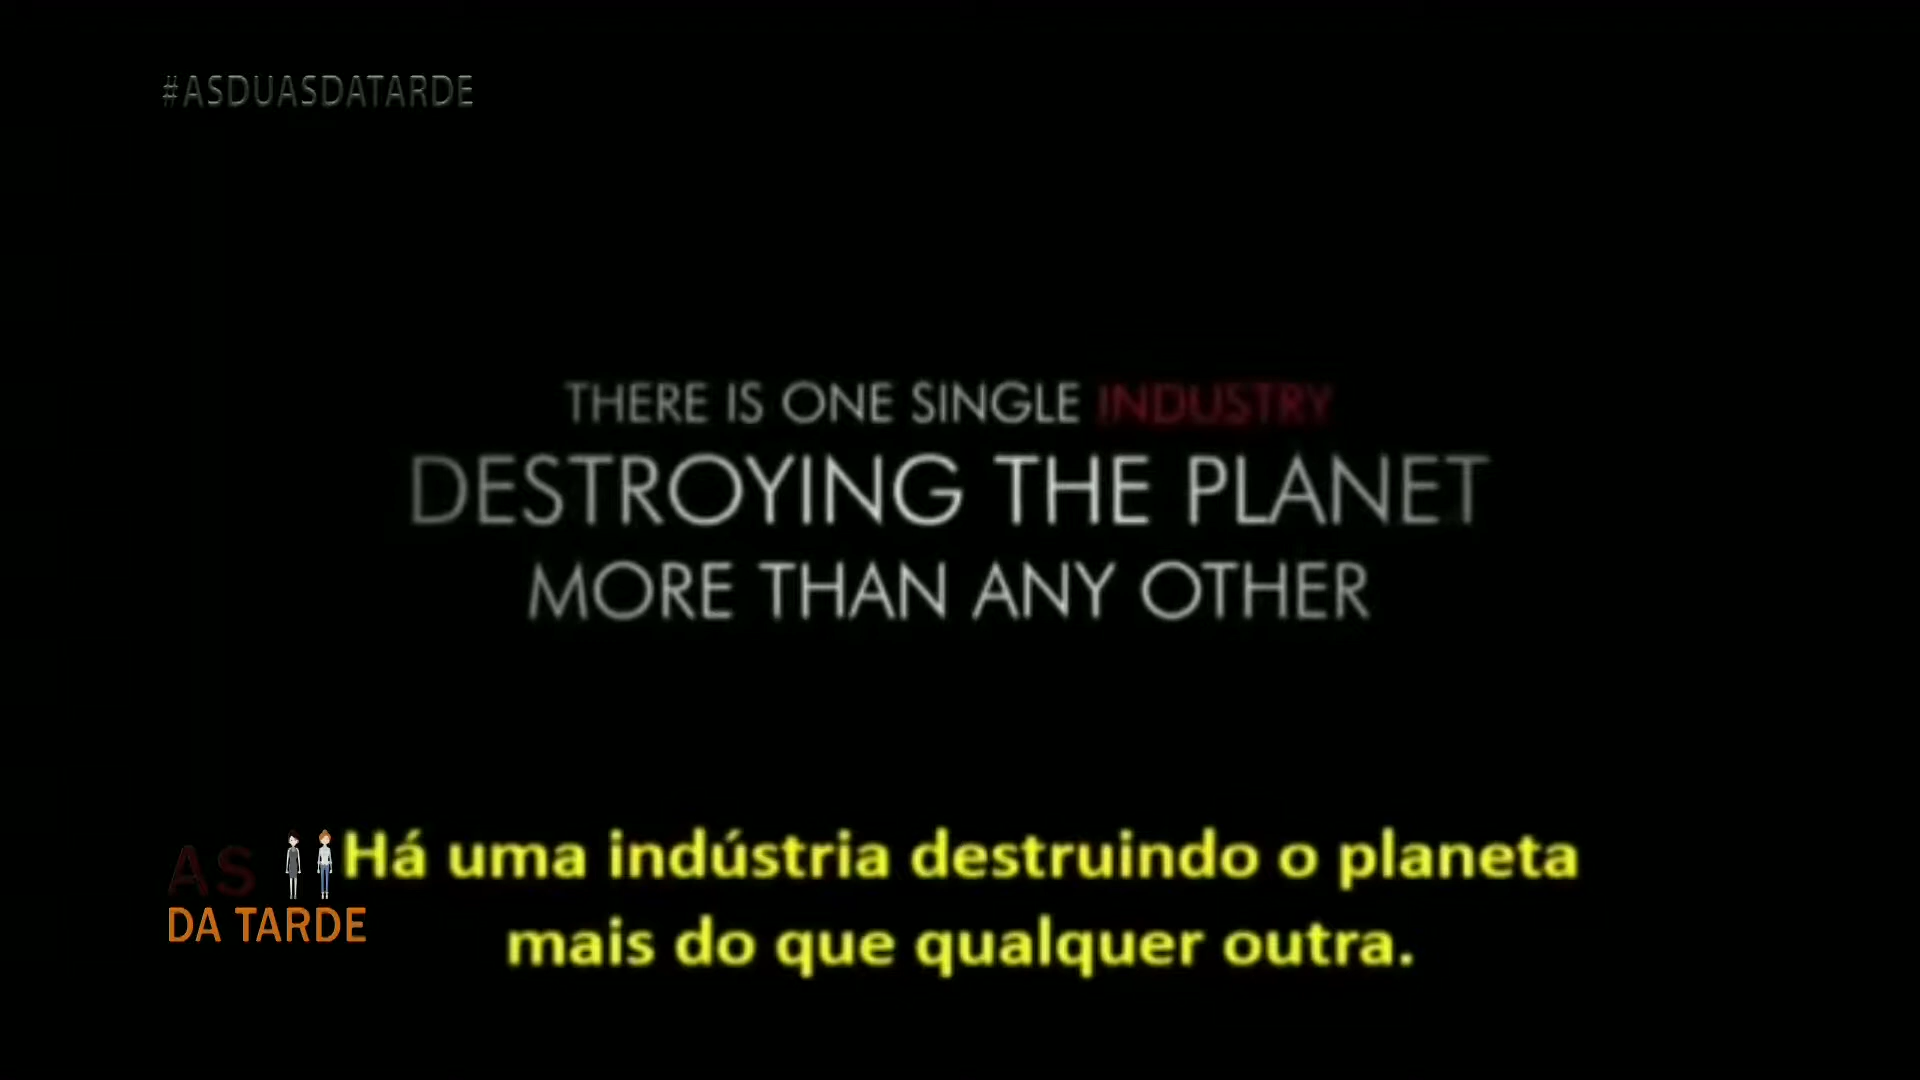 #ASDUASDATARDE
THERE IS ONE SINGLE INDUSTRY
DESTROYING THE PLANET
MORE THAN ANY OTHER
AS
DA TARDE
Há uma indústria destruindo o planeta
mais do que qualquer outra.